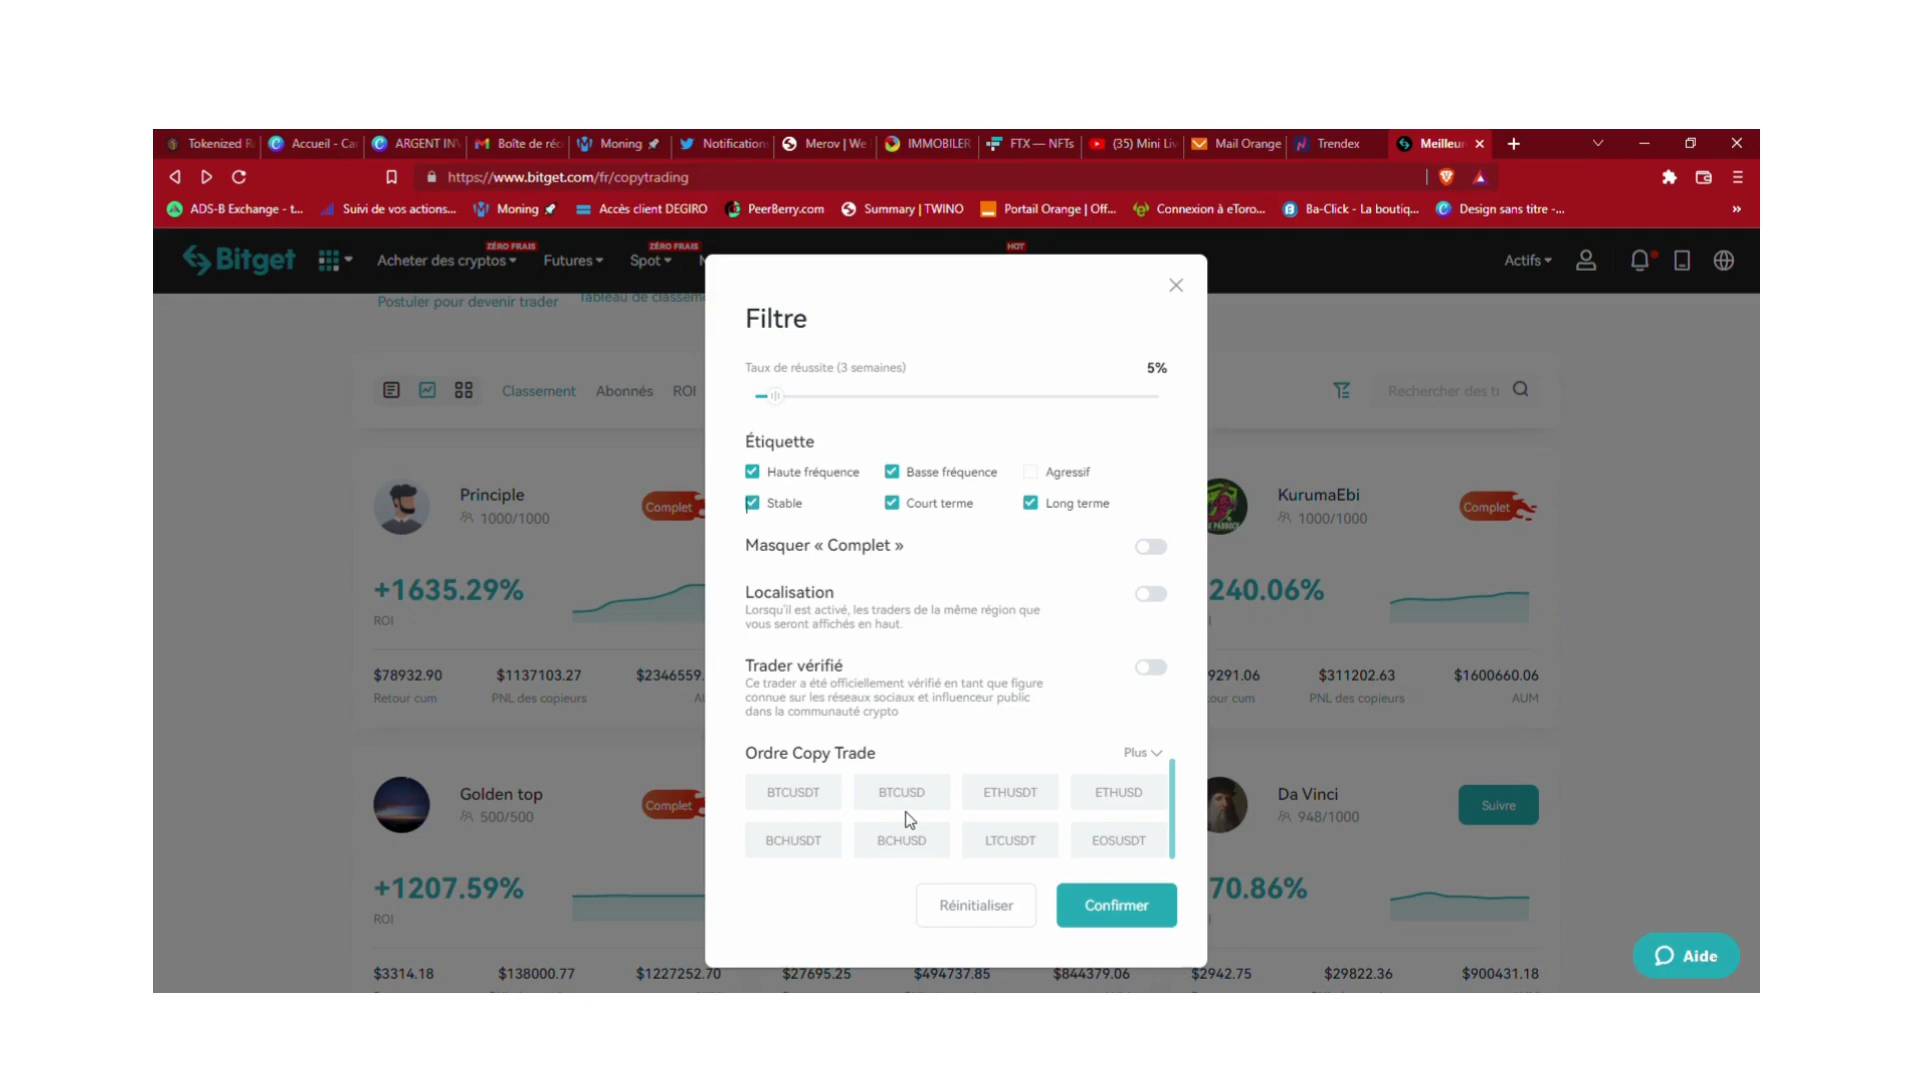 Tokenized R
Accueil - Ca
ARGENT IN
Boîte de réc
Moning
Notification
Merov | We
IMMOBILER
FTX — NFTs
(35) Mini Liv
Mail Orange
Trendex
Meilleur
https://www.bitget.com/fr/copytrading
ADS-B Exchange - t...
Suivi de vos actions...
Moning
Accès client DEGIRO
PeerBerry.com
Summary | TWINO
Portail Orange | Off...
Connexion à eToro...
Ba-Click - La boutiq...
Design sans titre -...
Bitget
Acheter des cryptos
ZÉRO FRAIS
Futures
Spot
ZÉRO FRAIS
HOT
Actifs
Postuler pour devenir trader
Tableau de classem
Classement
Abonnés
ROI
Rechercher des t
Principle
1000/1000
Complet
+1635.29%
ROI
$78932.90
$1137103.27
$2346559.
Retour cum
PNL des copieurs
Golden top
500/500
Complet
+1207.59%
ROI
$3314.18
$138000.77
$1227252.70
Filtre
Taux de réussite (3 semaines)
5%
Étiquette
Haute fréquence
Basse fréquence
Agressif
Stable
Court terme
Long terme
Masquer « Complet »
Localisation
Lorsqu'il est activé, les traders de la même région que
vous seront affichés en haut.
Trader vérifié
Ce trader a été officiellement vérifié en tant que figure
connue sur les réseaux sociaux et influenceur public
dans la communauté crypto
Ordre Copy Trade
Plus
BTCUSDT
BTCUSD
ETHUSDT
ETHUSD
BCHUSDT
BCHUSD
LTCUSDT
EOSUSDT
Réinitialiser
Confirmer
$27695.25
$494737.85
$844379.06
KurumaEbi
1000/1000
Complet
240.06%
9291.06
$311202.63
$1600660.06
our cum
PNL des copieurs
AUM
Da Vinci
948/1000
Suivre
70.86%
$2942.75
$29822.36
$900431.18
Aide